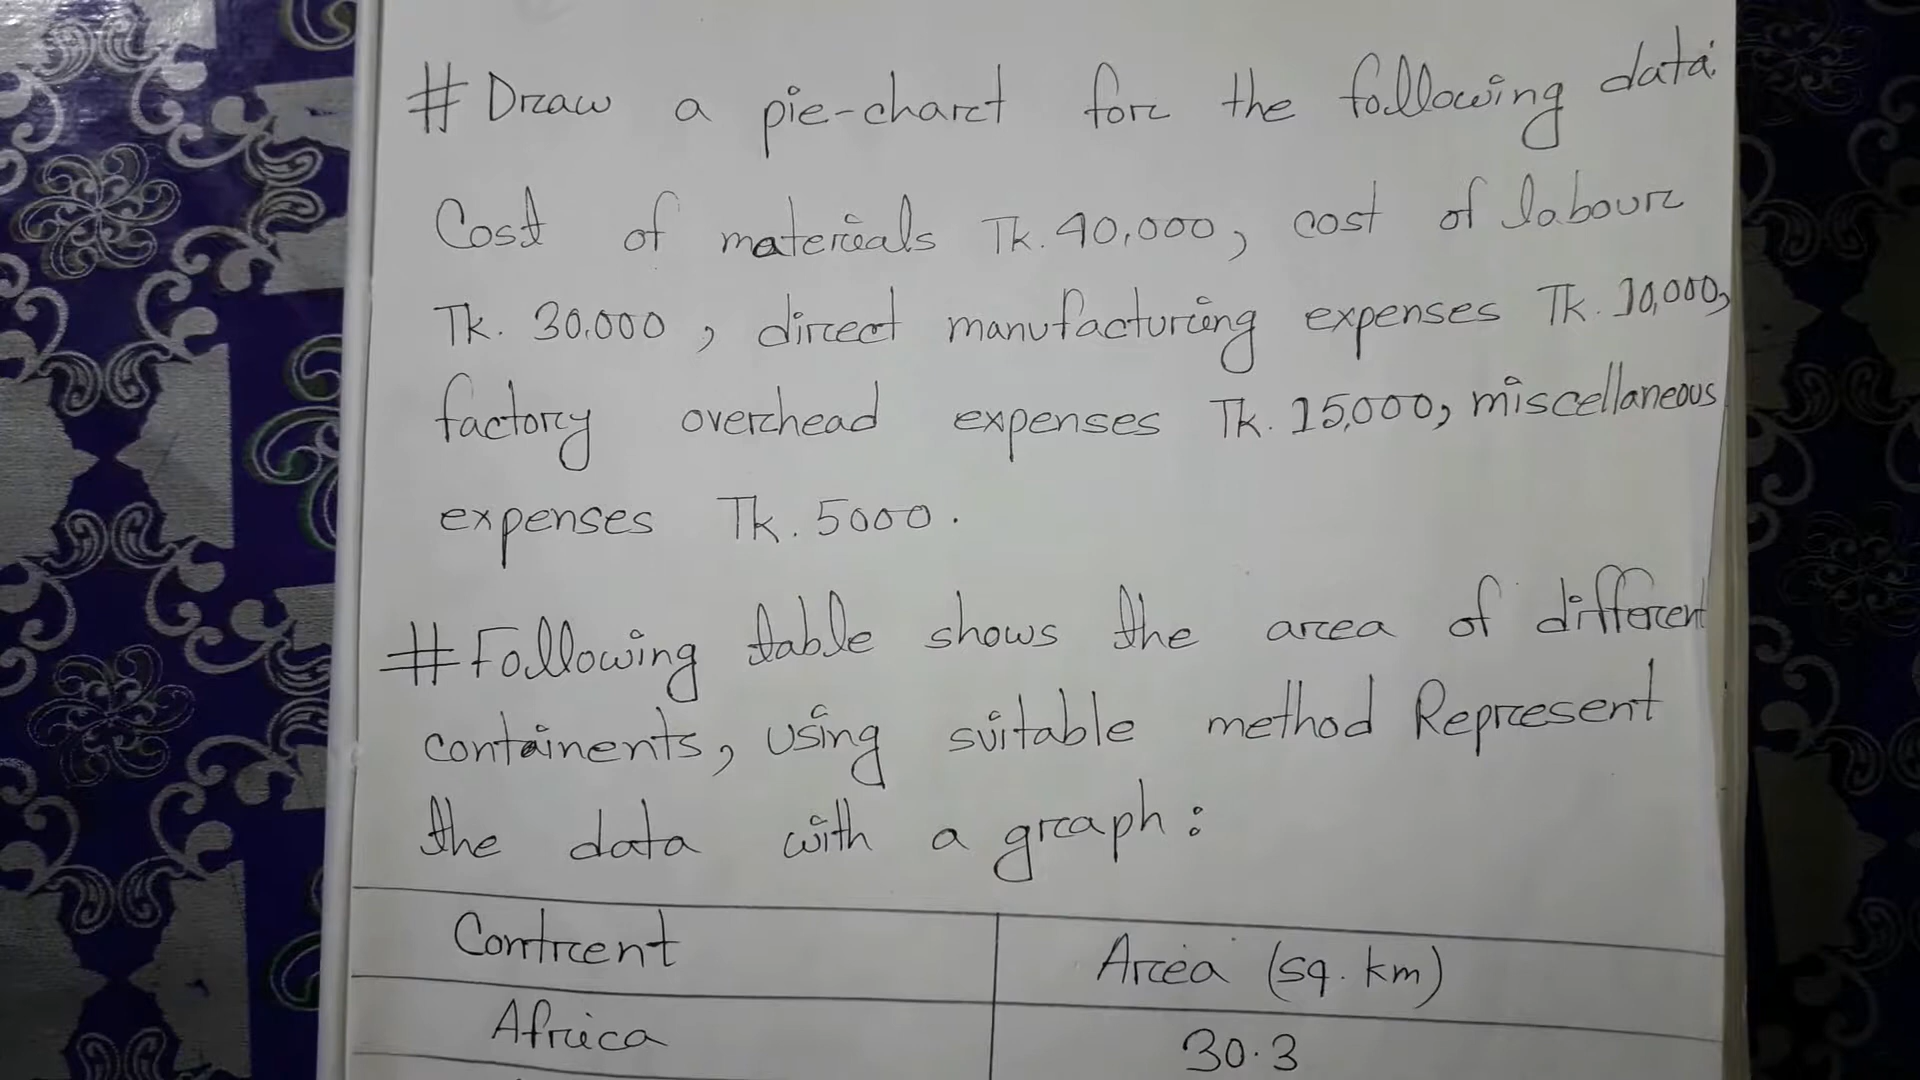 # Draw a pie-chart for the following data:
Cost of materials Tk. 40,000, cost of labour
Tk. 30,000, direct manufacturing expenses Tk. 10,000,
factory overhead expenses Tk. 15,000, miscellaneous
expenses Tk. 5000.
# Following table shows the area of different
containents, using suitable method Represent
the data with a graph:
Contrent Area (sq. km)
Africa 30.3